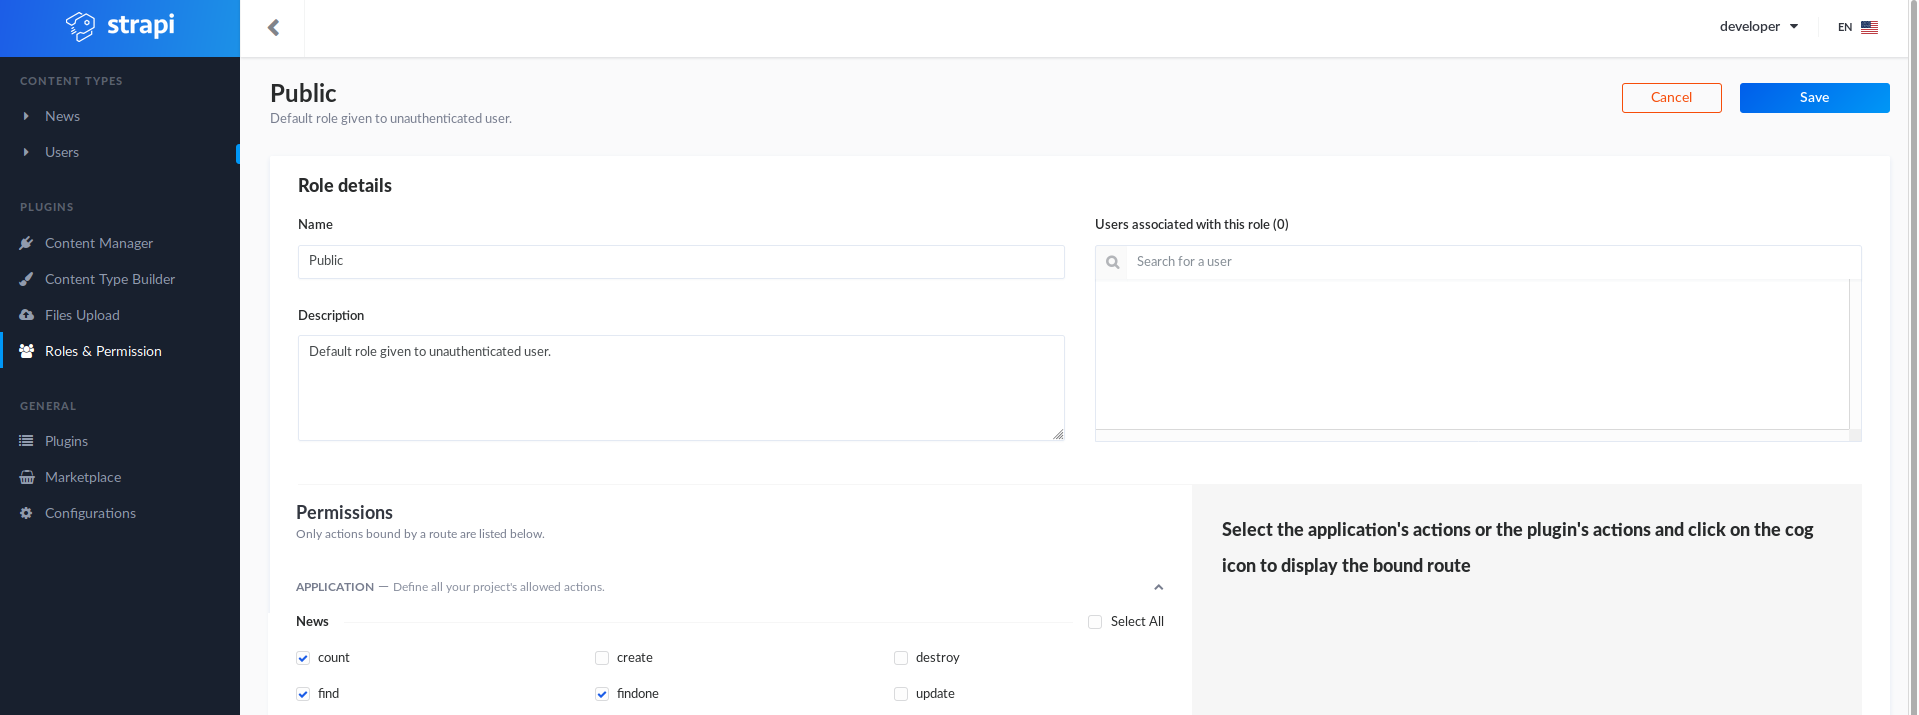 strapi
developer
EN
CONTENT TYPES
News
Users
PLUGINS
Content Manager
Content Type Builder
Files Upload
Roles & Permission
GENERAL
Plugins
Marketplace
Configurations
Public
Default role given to unauthenticated user.
Cancel
Save
Role details
Name
Public
Description
Default role given to unauthenticated user.
Users associated with this role (0)
Search for a user
Permissions
Only actions bound by a route are listed below.
APPLICATION — Define all your project's allowed actions.
News
Select All
count
create
destroy
find
findone
update
Select the application's actions or the plugin's actions and click on the cog
icon to display the bound route